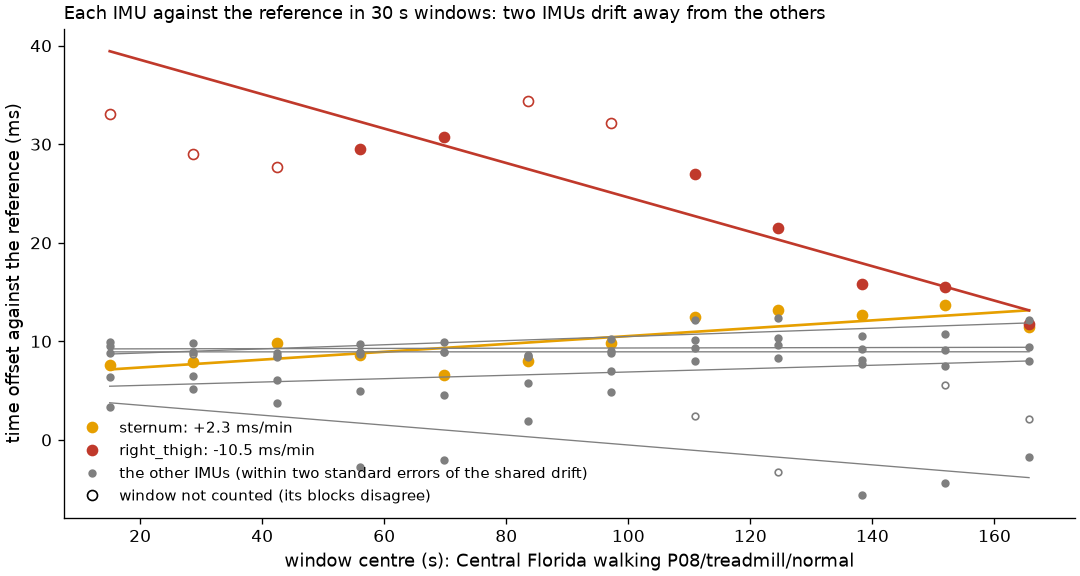 Each IMU against the reference in 30 s windows: two IMUs drift away from the others
time offset against the reference (ms)
40
30
20
10
0
sternum: +2.3 ms/min
right_thigh: -10.5 ms/min
the other IMUs (within two standard errors of the shared drift)
window not counted (its blocks disagree)
20 40 60 80 100 120 140 160
window centre (s): Central Florida walking P08/treadmill/normal